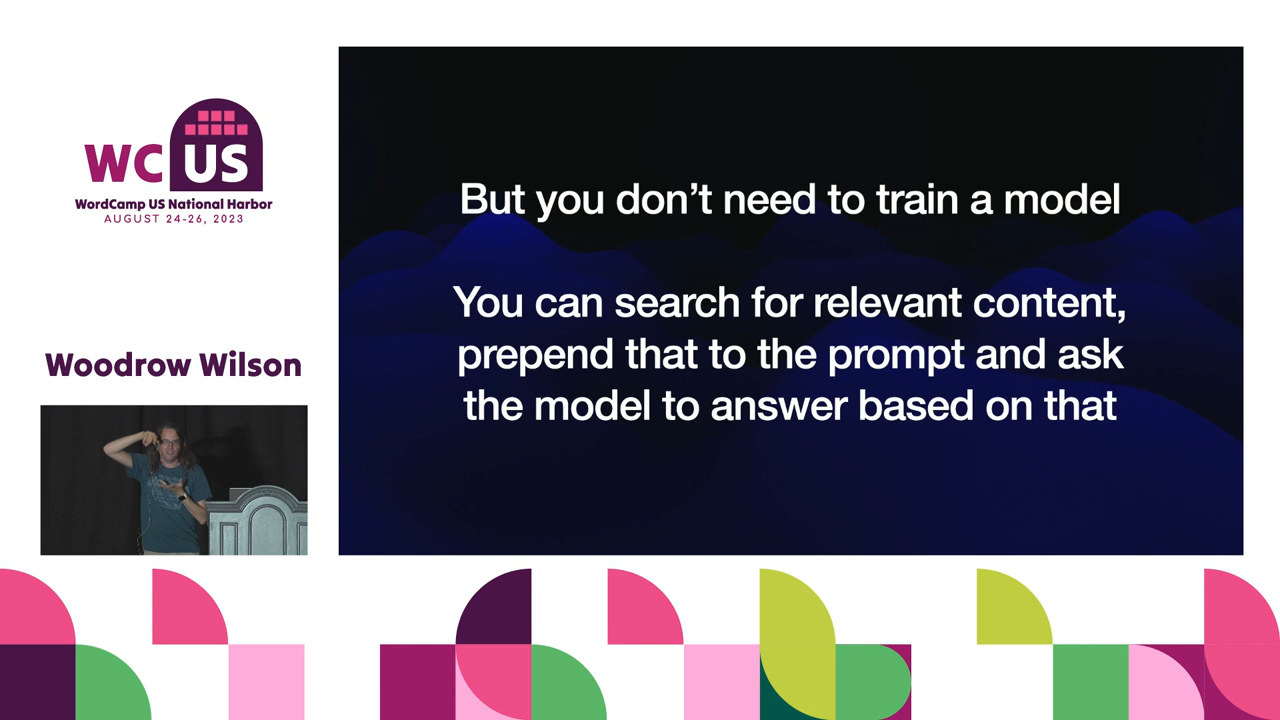 WC US
WordCamp US National Harbor
AUGUST 24-26, 2023
Woodrow Wilson
But you don’t need to train a model
You can search for relevant content,
prepend that to the prompt and ask
the model to answer based on that